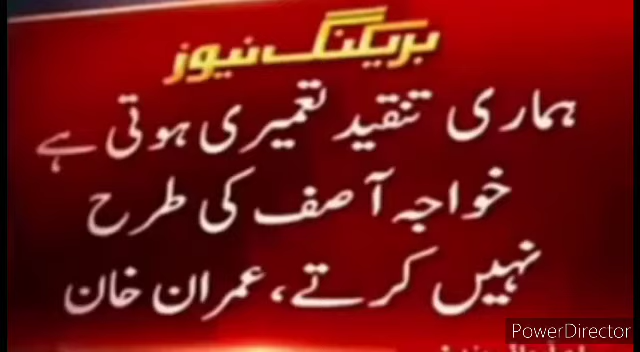 بریکنگ نیوز
ہماری تنقید تعمیری ہوتی ہے
خواجہ آصف کی طرح
نہیں کرتے، عمران خان
PowerDirector